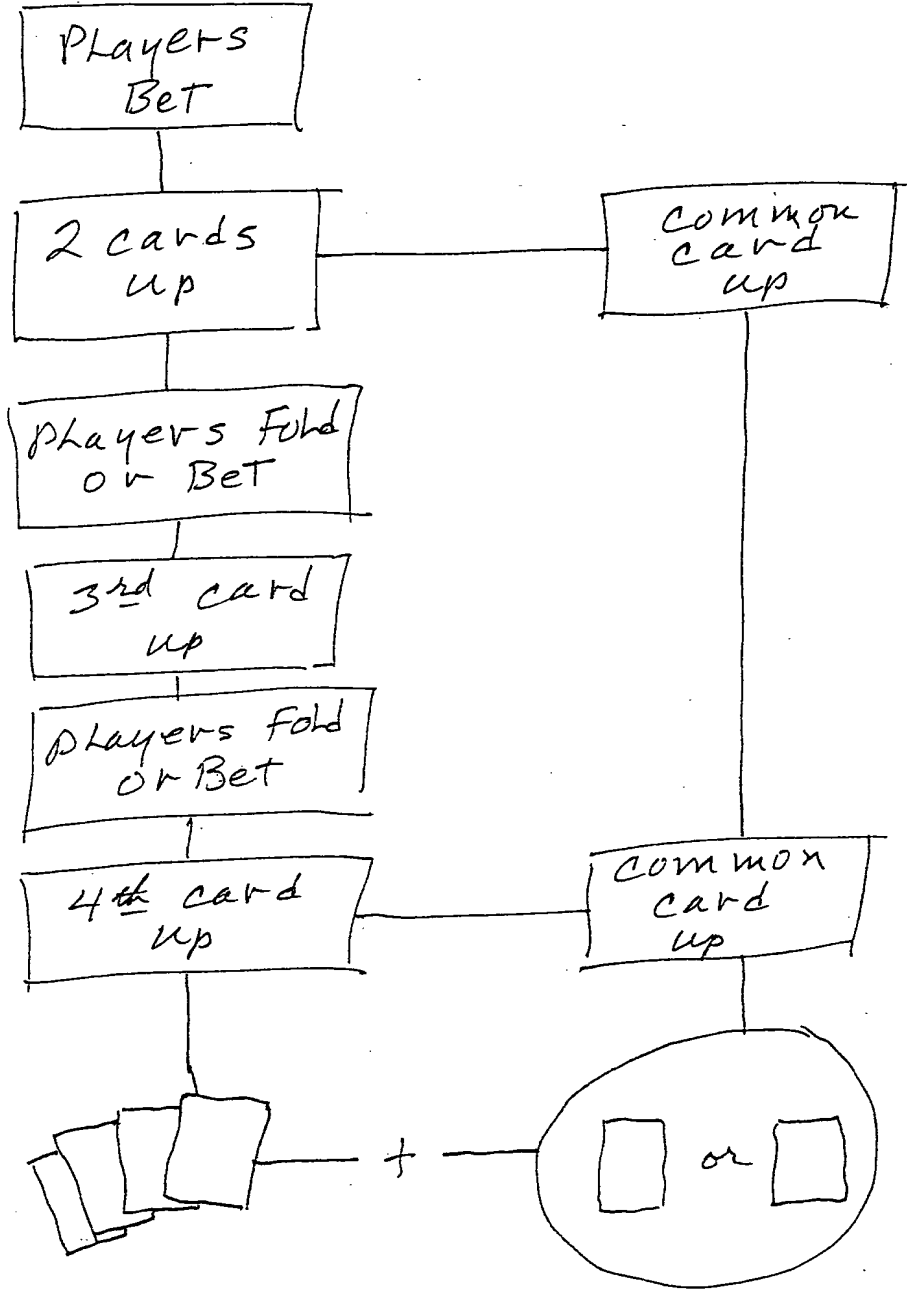 PLayers
BeT
2 cards
up
common
card
up
pLayers FoLd
or BeT
3rd card
up
pLayers FoLd
or BeT
4th card
up
common
card
up
+
or